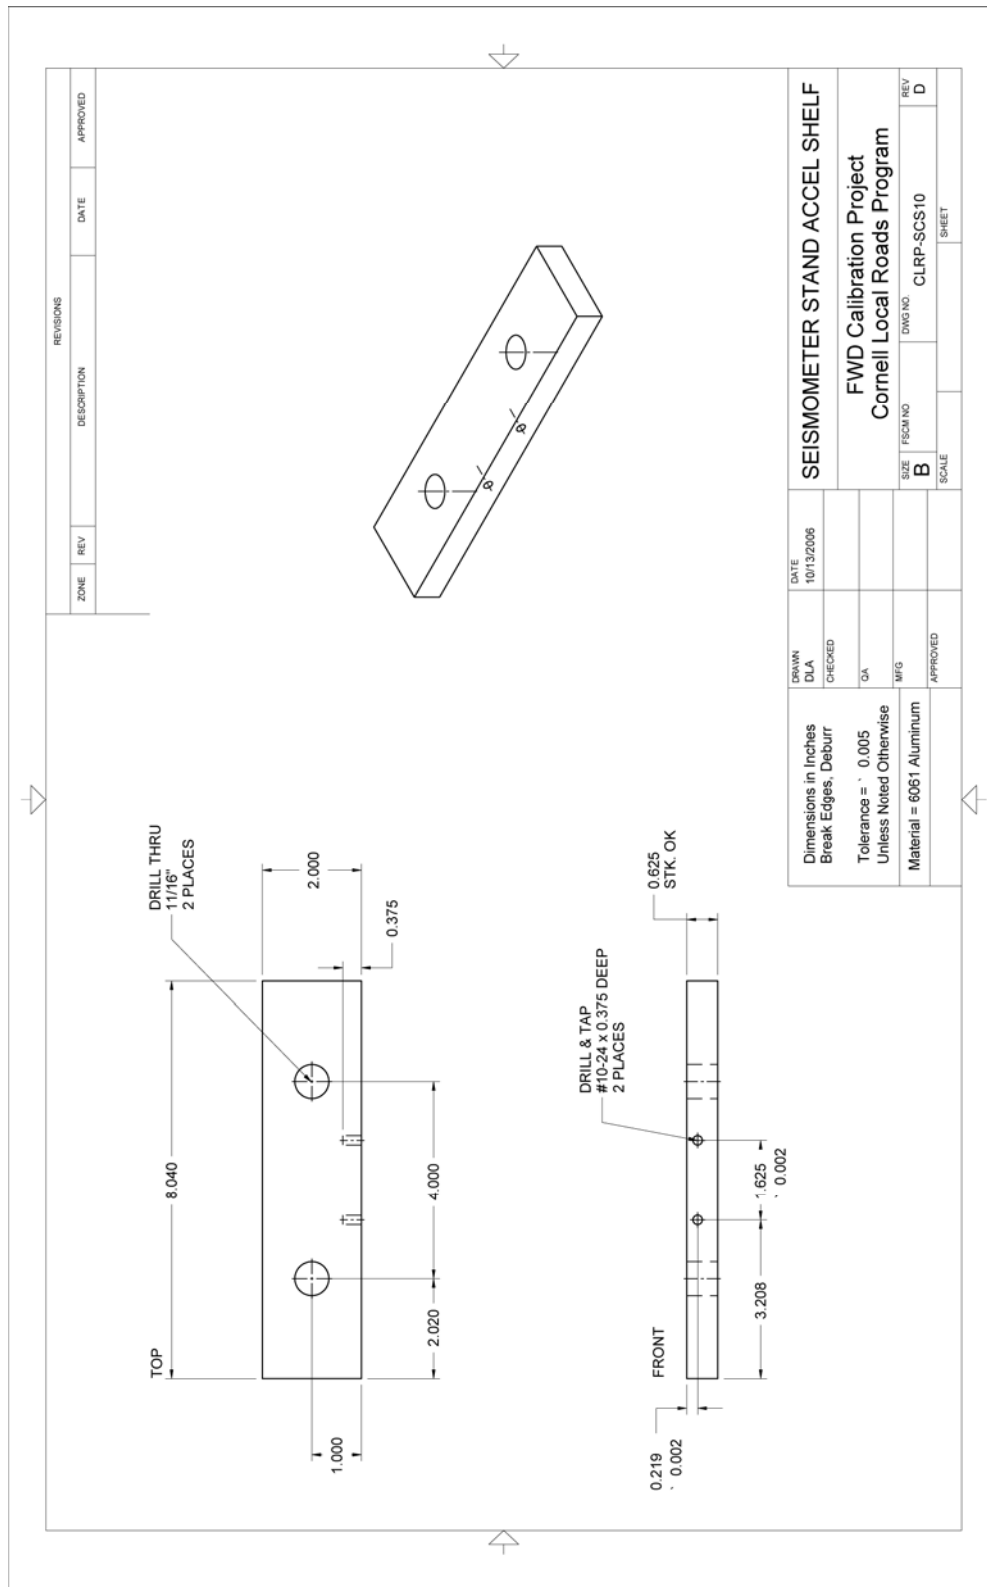 REVISIONS
ZONE REV DESCRIPTION DATE APPROVED
TOP
8.040
DRILL THRU
11/16"
2 PLACES
2.000
0.375
1.000
2.020
4.000
FRONT
DRILL & TAP
#10-24 x 0.375 DEEP
2 PLACES
0.625
STK. OK
0.219
` 0.002
3.208
1.625
` 0.002
Dimensions in Inches
Break Edges, Deburr
Tolerance = ` 0.005
Unless Noted Otherwise
Material = 6061 Aluminum
DRAWN
DLA
DATE
10/13/2006
CHECKED
QA
MFG
APPROVED
SEISMOMETER STAND ACCEL SHELF
FWD Calibration Project
Cornell Local Roads Program
SIZE
B
FSCM NO
DWG NO.
CLRP-SCS10
REV
D
SCALE
SHEET